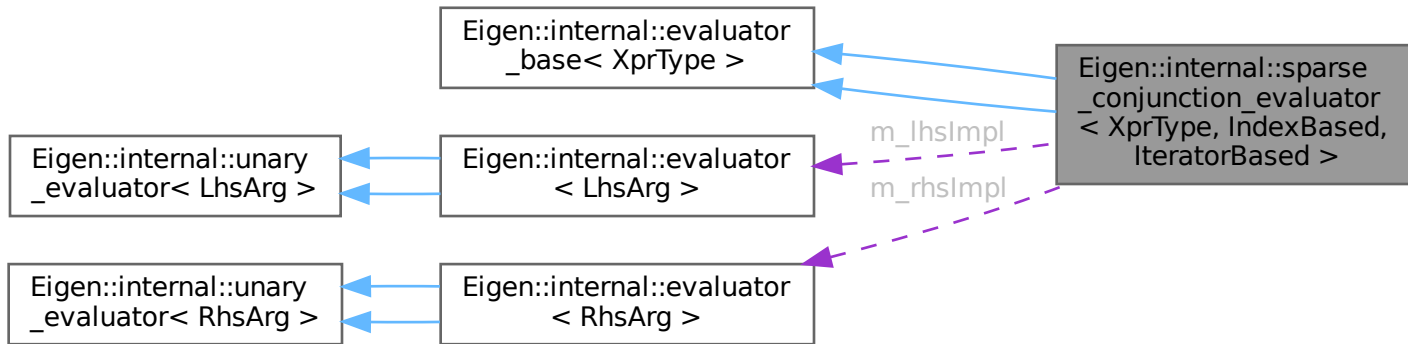 Eigen::internal::evaluator
_base< XprType >
Eigen::internal::sparse
_conjunction_evaluator
< XprType, IndexBased,
IteratorBased >
m_lhsImpl
Eigen::internal::unary
_evaluator< LhsArg >
Eigen::internal::evaluator
< LhsArg >
m_rhsImpl
Eigen::internal::unary
_evaluator< RhsArg >
Eigen::internal::evaluator
< RhsArg >